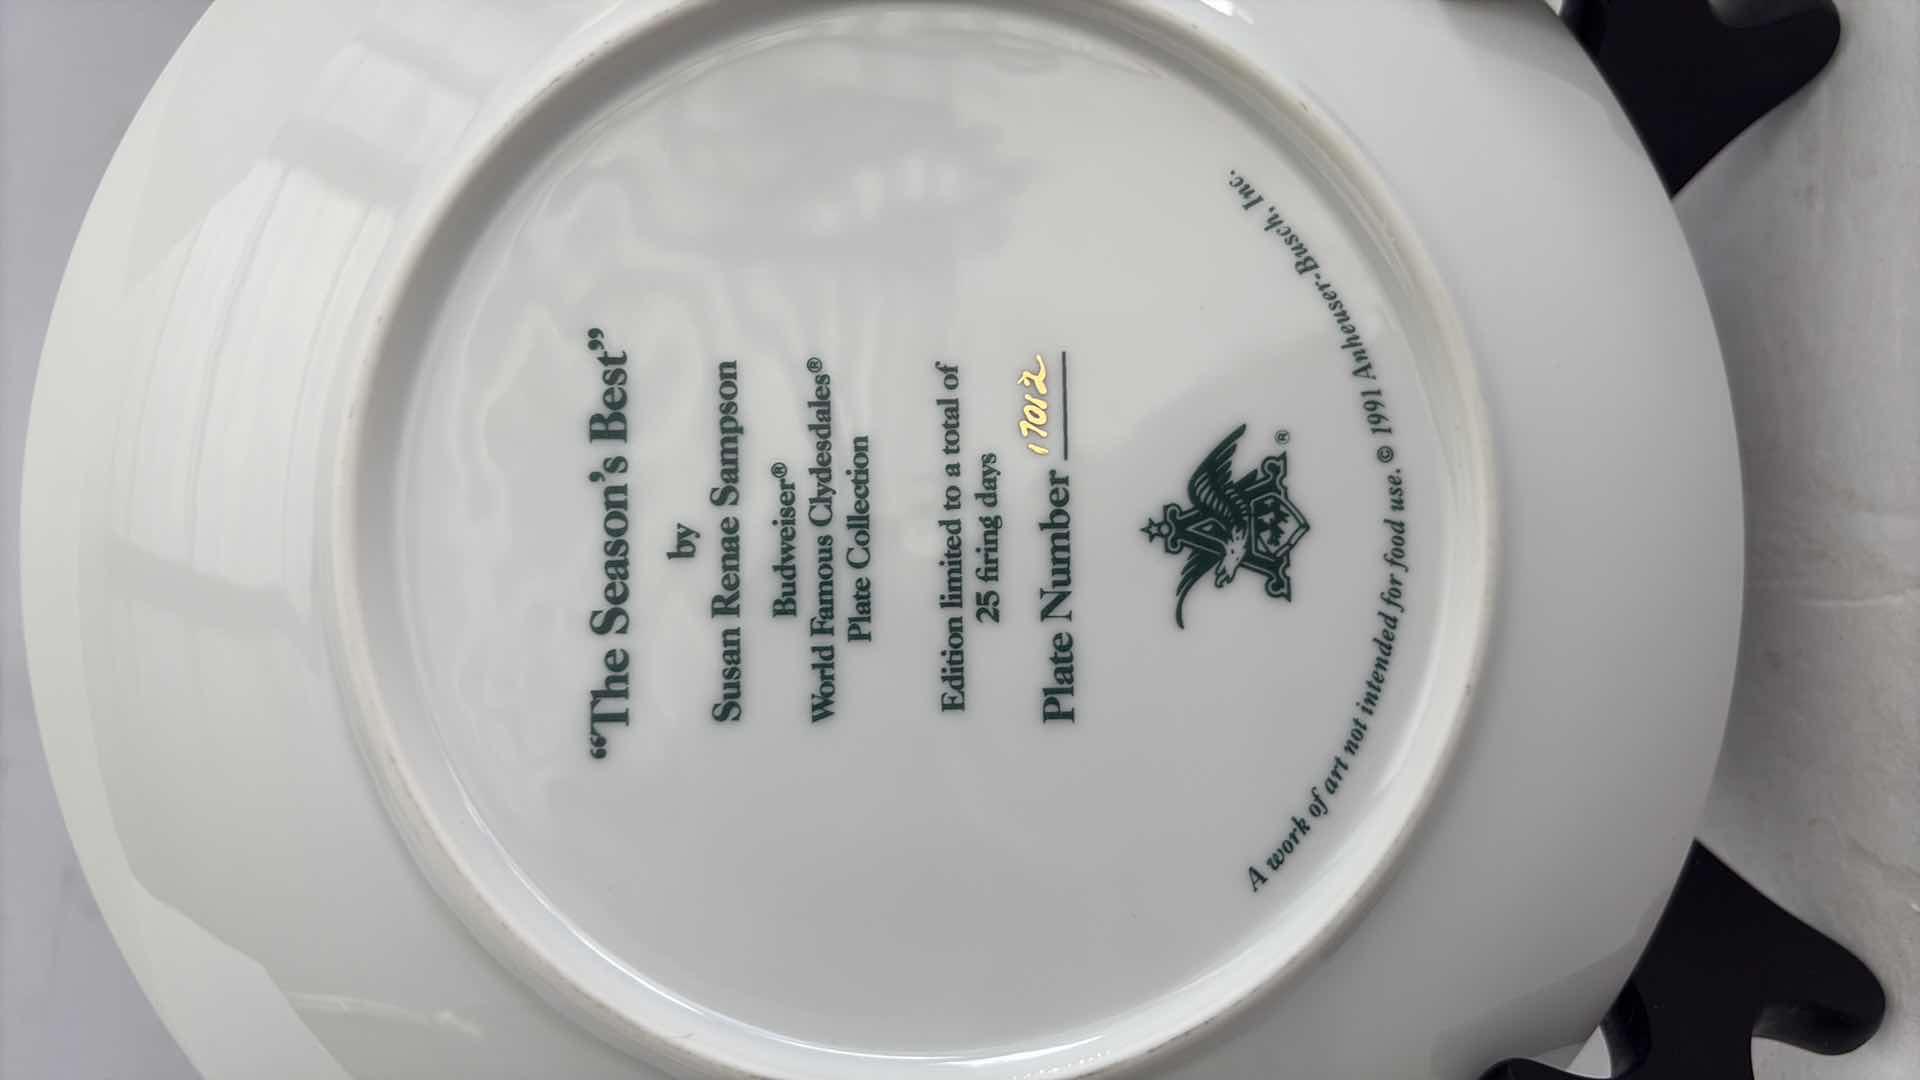 “The Season’s Best”
by
Susan Renae Sampson
Budweiser®
World Famous Clydesdales®
Plate Collection
Edition limited to a total of
25 firing days
Plate Number 17012
®
A work of art not intended for food use. © 1991 Anheuser-Busch, Inc.